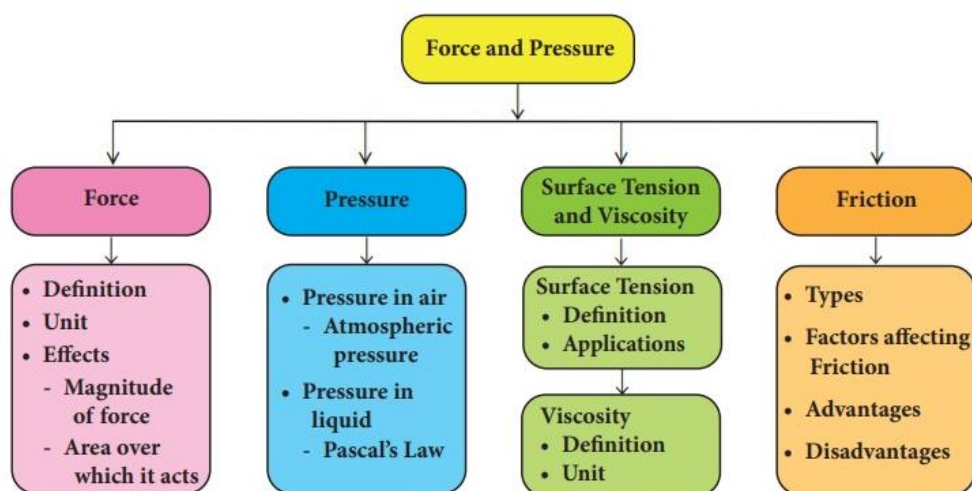 Force and Pressure
Force
• Definition
• Unit
• Effects
- Magnitude
of force
- Area over
which it acts
Pressure
• Pressure in air
- Atmospheric
pressure
• Pressure in
liquid
- Pascal's Law
Surface Tension
and Viscosity
Surface Tension
• Definition
• Applications
Viscosity
• Definition
• Unit
Friction
• Types
• Factors affecting
Friction
• Advantages
• Disadvantages